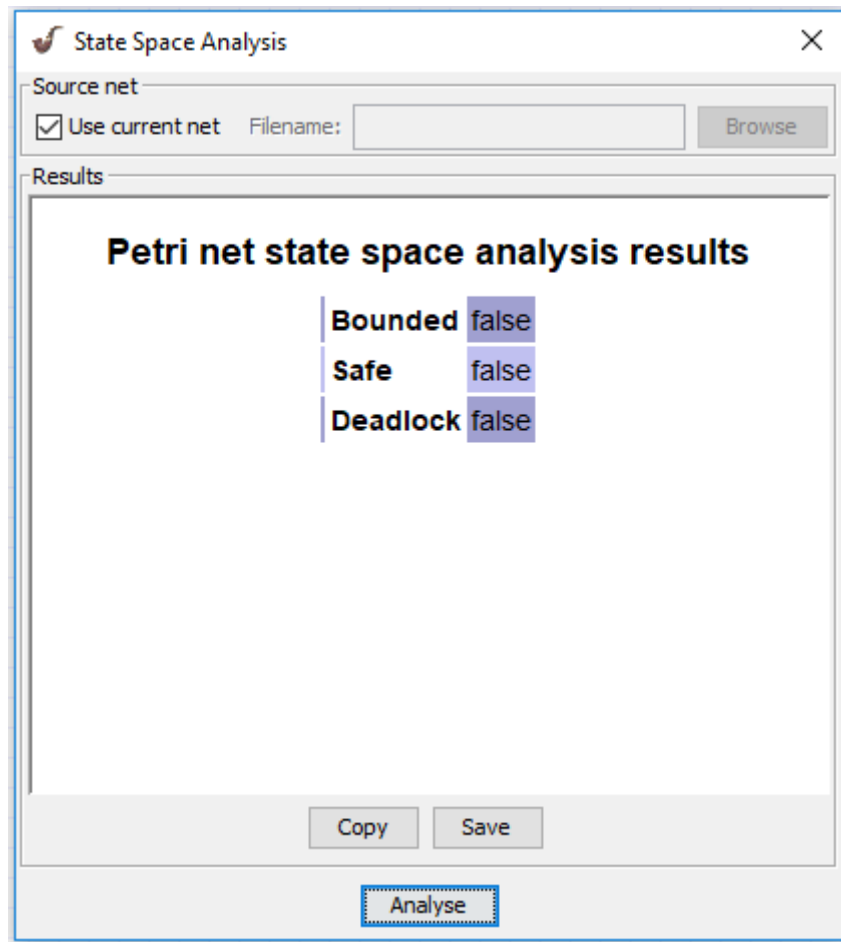 State Space Analysis
Source net
Use current net Filename: Browse
Results
Petri net state space analysis results
Bounded false
Safe false
Deadlock false
Copy Save
Analyse